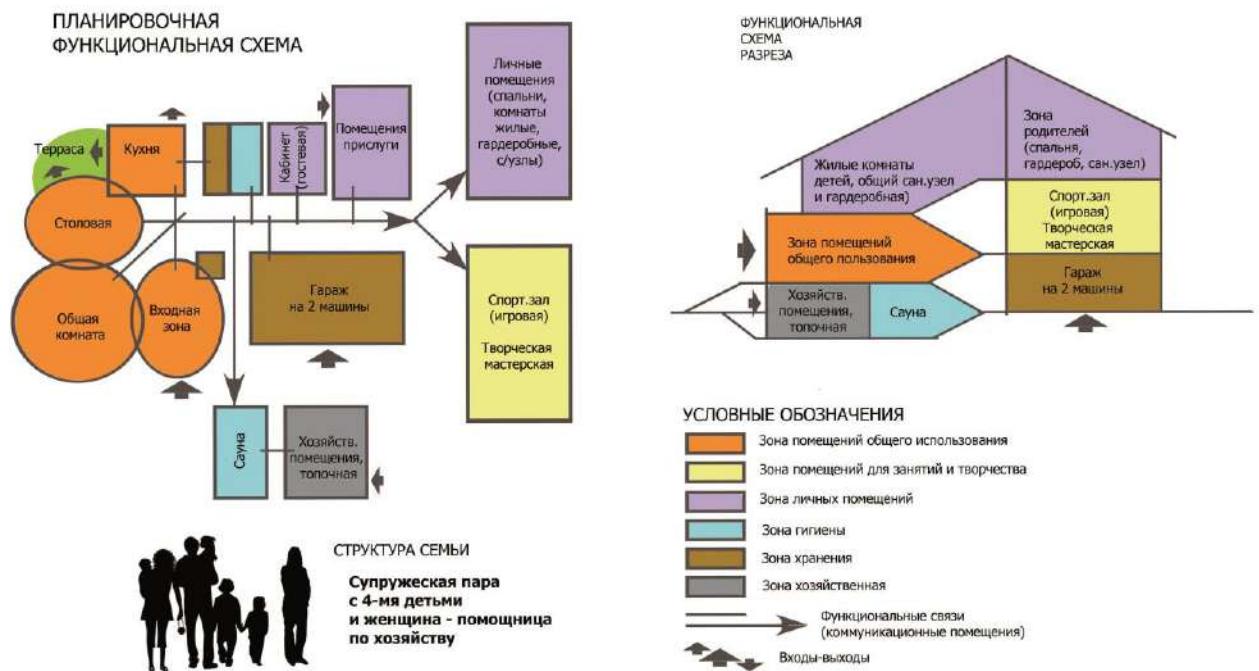 ПЛАНИРОВОЧНАЯ
ФУНКЦИОНАЛЬНАЯ СХЕМА
Терраса
Кухня
Столовая
Общая
комната
Входная
зона
Кабинет
(гостевая)
Помещения
прислуги
Гараж
на 2 машины
Личные
помещения
(спальни,
комнаты
жилые,
гардеробные,
с/узлы)
Спорт.зал
(игровая)
Творческая
мастерская
Сауна
Хозяйств.
помещения,
топочная
СТРУКТУРА СЕМЬИ
Супружеская пара
с 4-мя детьми
и женщина - помощница
по хозяйству
ФУНКЦИОНАЛЬНАЯ
СХЕМА
РАЗРЕЗА
Жилые комнаты
детей, общий сан.узел
и гардеробная)
Зона
родителей
(спальня,
гардероб, сан.узел)
Спорт.зал
(игровая)
Творческая
мастерская
Зона помещений
общего пользования
Гараж
на 2 машины
Хозяйств.
помещения,
топочная
Сауна
УСЛОВНЫЕ ОБОЗНАЧЕНИЯ
Зона помещений общего использования
Зона помещений для занятий и творчества
Зона личных помещений
Зона гигиены
Зона хранения
Зона хозяйственная
Функциональные связи
(коммуникационные помещения)
Входы-выходы